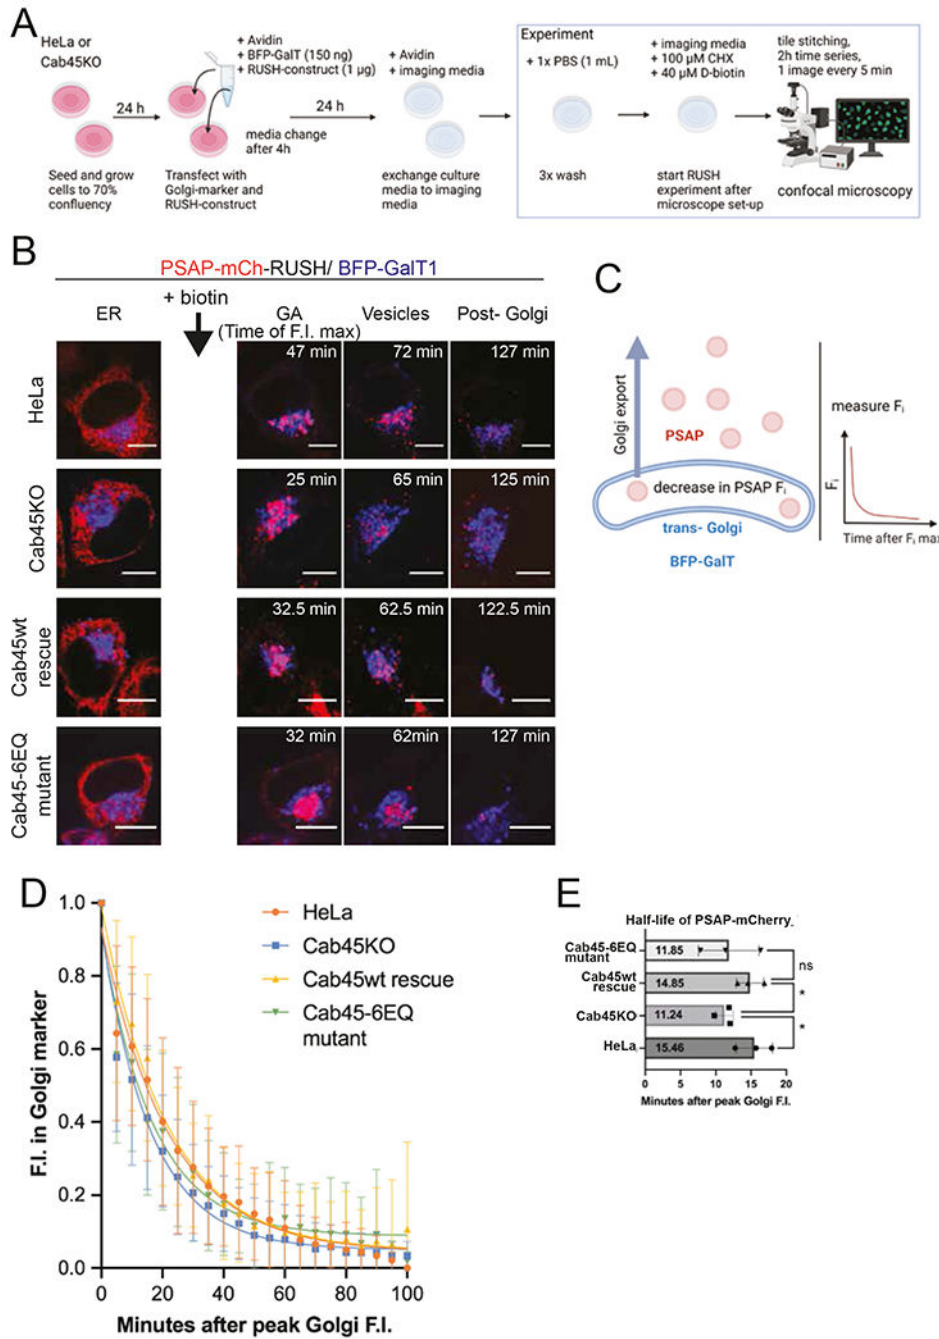 A
HeLa or
Cab45KO
24 h
Seed and grow
cells to 70%
confluency
+ Avidin
+ BFP-GalT (150 ng)
+ RUSH-construct (1 µg)
Transfect with
Golgi-marker and
RUSH-construct
24 h
media change
after 4h
+ Avidin
+ imaging media
exchange culture
media to imaging
media
Experiment
+ 1x PBS (1 mL)
3x wash
+ imaging media
+ 100 µM CHX
+ 40 µM D-biotin
start RUSH
experiment after
microscope set-up
tile stitching,
2h time series,
1 image every 5 min
confocal microscopy
B
PSAP-mCh-RUSH/ BFP-GalT1
ER
+ biotin
GA
(Time of F.I. max)
Vesicles
Post- Golgi
HeLa
47 min
72 min
127 min
Cab45KO
25 min
65 min
125 min
Cab45wt
rescue
32.5 min
62.5 min
122.5 min
Cab45-6EQ
mutant
32 min
62min
127 min
C
Golgi export
PSAP
decrease in PSAP Fi
trans- Golgi
BFP-GalT
measure Fi
Fi
Time after Fi max
D
F.I. in Golgi marker
1.0
0.8
0.6
0.4
0.2
0.0
0
20
40
60
80
100
Minutes after peak Golgi F.I.
HeLa
Cab45KO
Cab45wt rescue
Cab45-6EQ
mutant
E
Half-life of PSAP-mCherry
Cab45-6EQ
mutant
11.85
Cab45wt
rescue
14.85
Cab45KO
11.24
HeLa
15.46
ns
*
*
0
5
10
15
20
Minutes after peak Golgi F.I.